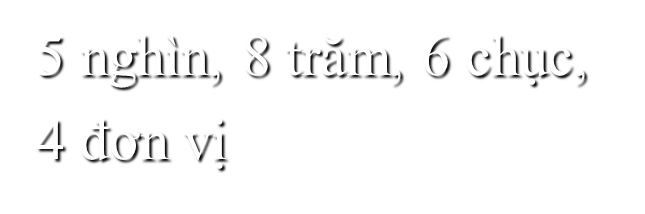 5 nghìn, 8 trăm, 6 chục,
4 đơn vị